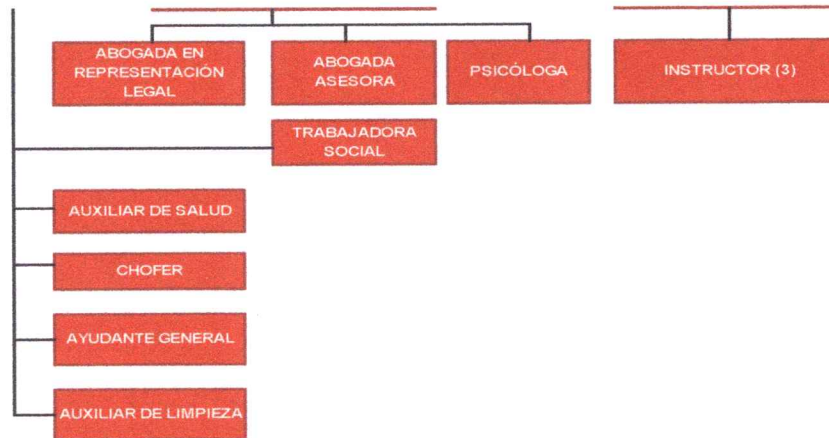 ABOGADA EN
REPRESENTACIÓN
LEGAL
ABOGADA
ASESORA
PSICÓLOGA
INSTRUCTOR (3)
TRABAJADORA
SOCIAL
AUXILIAR DE SALUD
CHOFER
AYUDANTE GENERAL
AUXILIAR DE LIMPIEZA